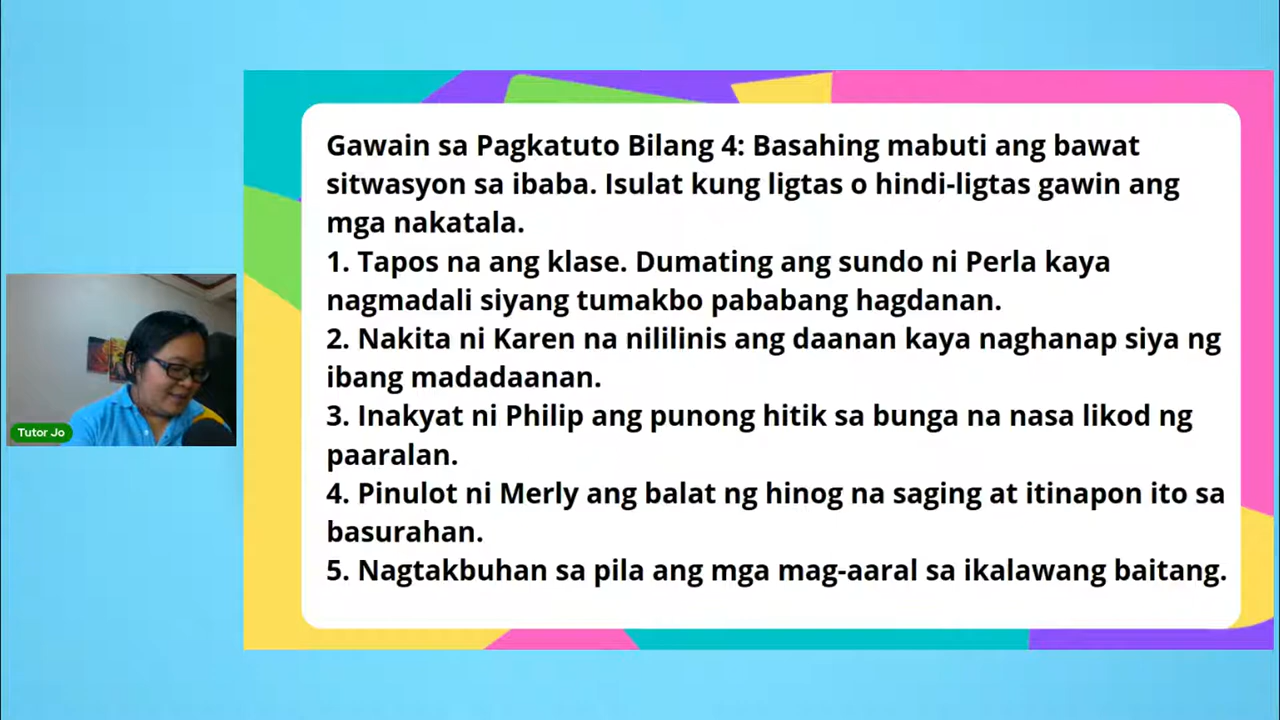 Gawain sa Pagkatuto Bilang 4: Basahing mabuti ang bawat
sitwasyon sa ibaba. Isulat kung ligtas o hindi-ligtas gawin ang
mga nakatala.
1. Tapos na ang klase. Dumating ang sundo ni Perla kaya
nagmadali siyang tumakbo pababang hagdanan.
2. Nakita ni Karen na nililinis ang daanan kaya naghanap siya ng
ibang madadaanan.
3. Inakyat ni Philip ang punong hitik sa bunga na nasa likod ng
paaralan.
4. Pinulot ni Merly ang balat ng hinog na saging at itinapon ito sa
basurahan.
5. Nagtakbuhan sa pila ang mga mag-aaral sa ikalawang baitang.
Tutor Jo